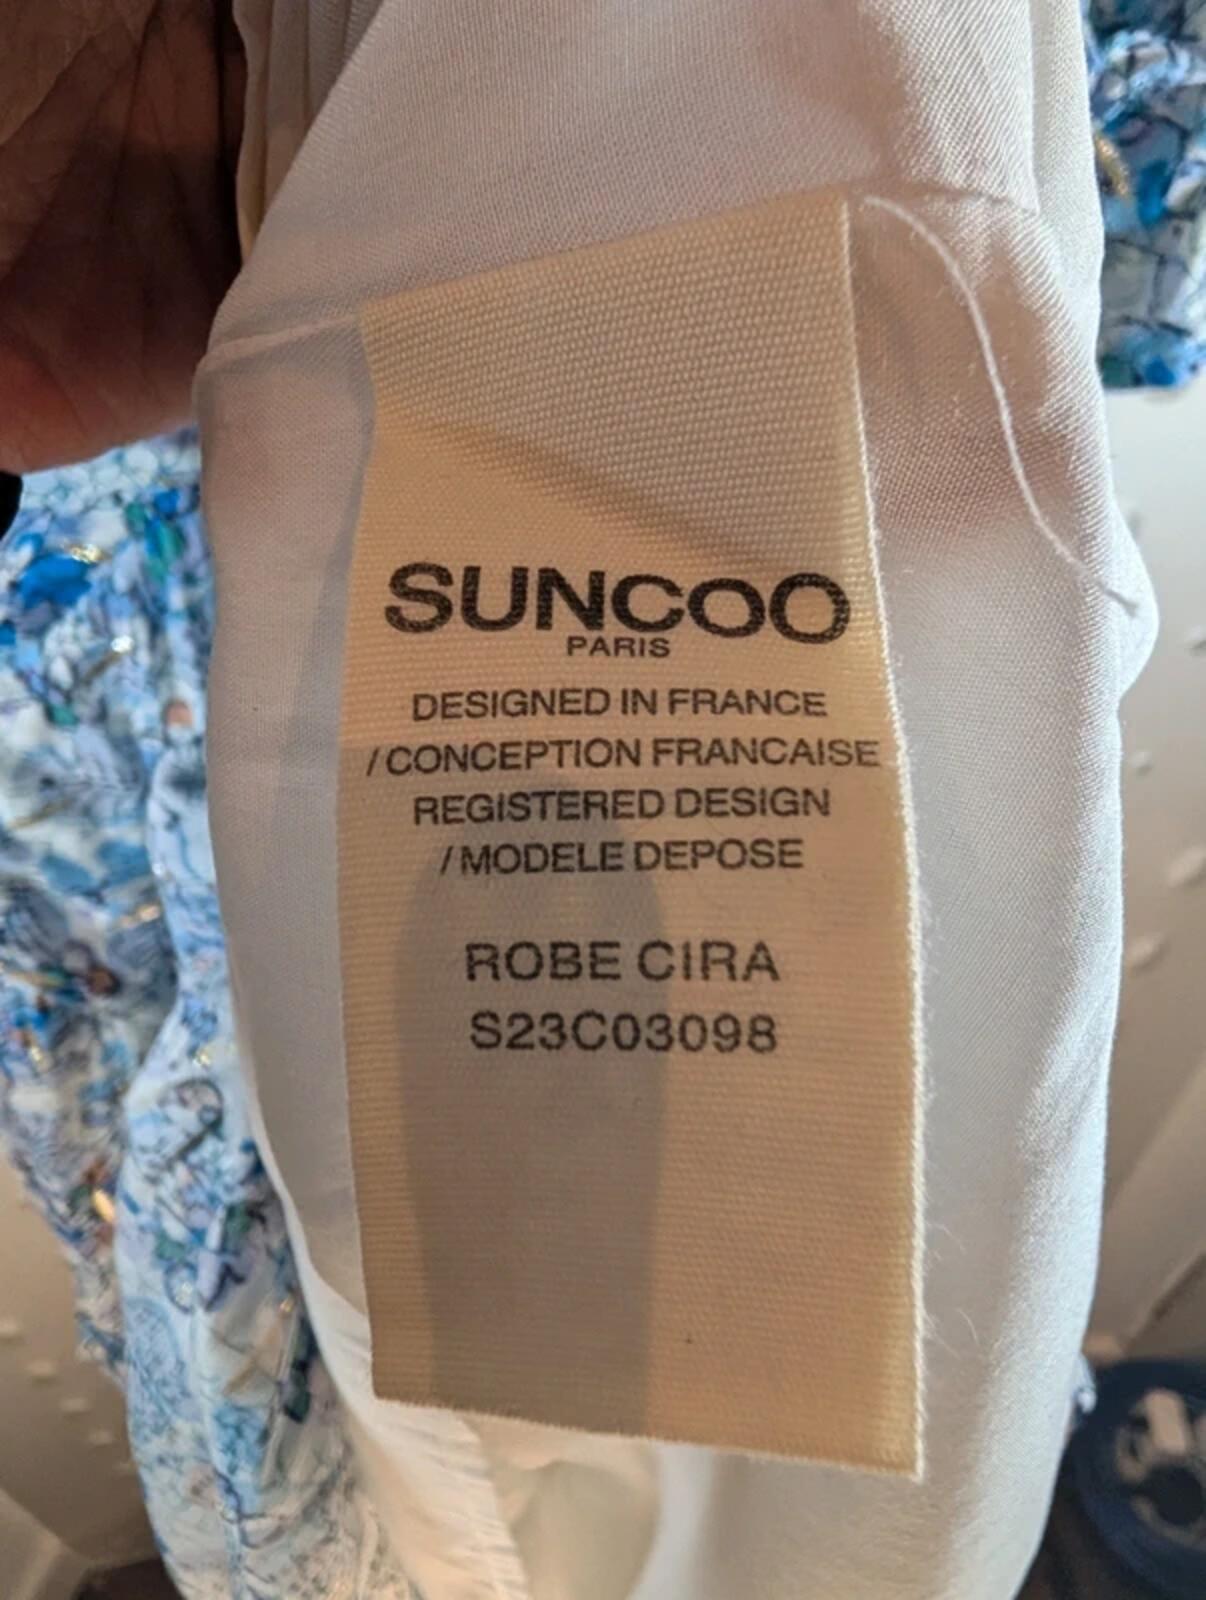 SUNCOO
PARIS
DESIGNED IN FRANCE
/ CONCEPTION FRANCAISE
REGISTERED DESIGN
/ MODELE DEPOSE
ROBE CIRA
S23C03098